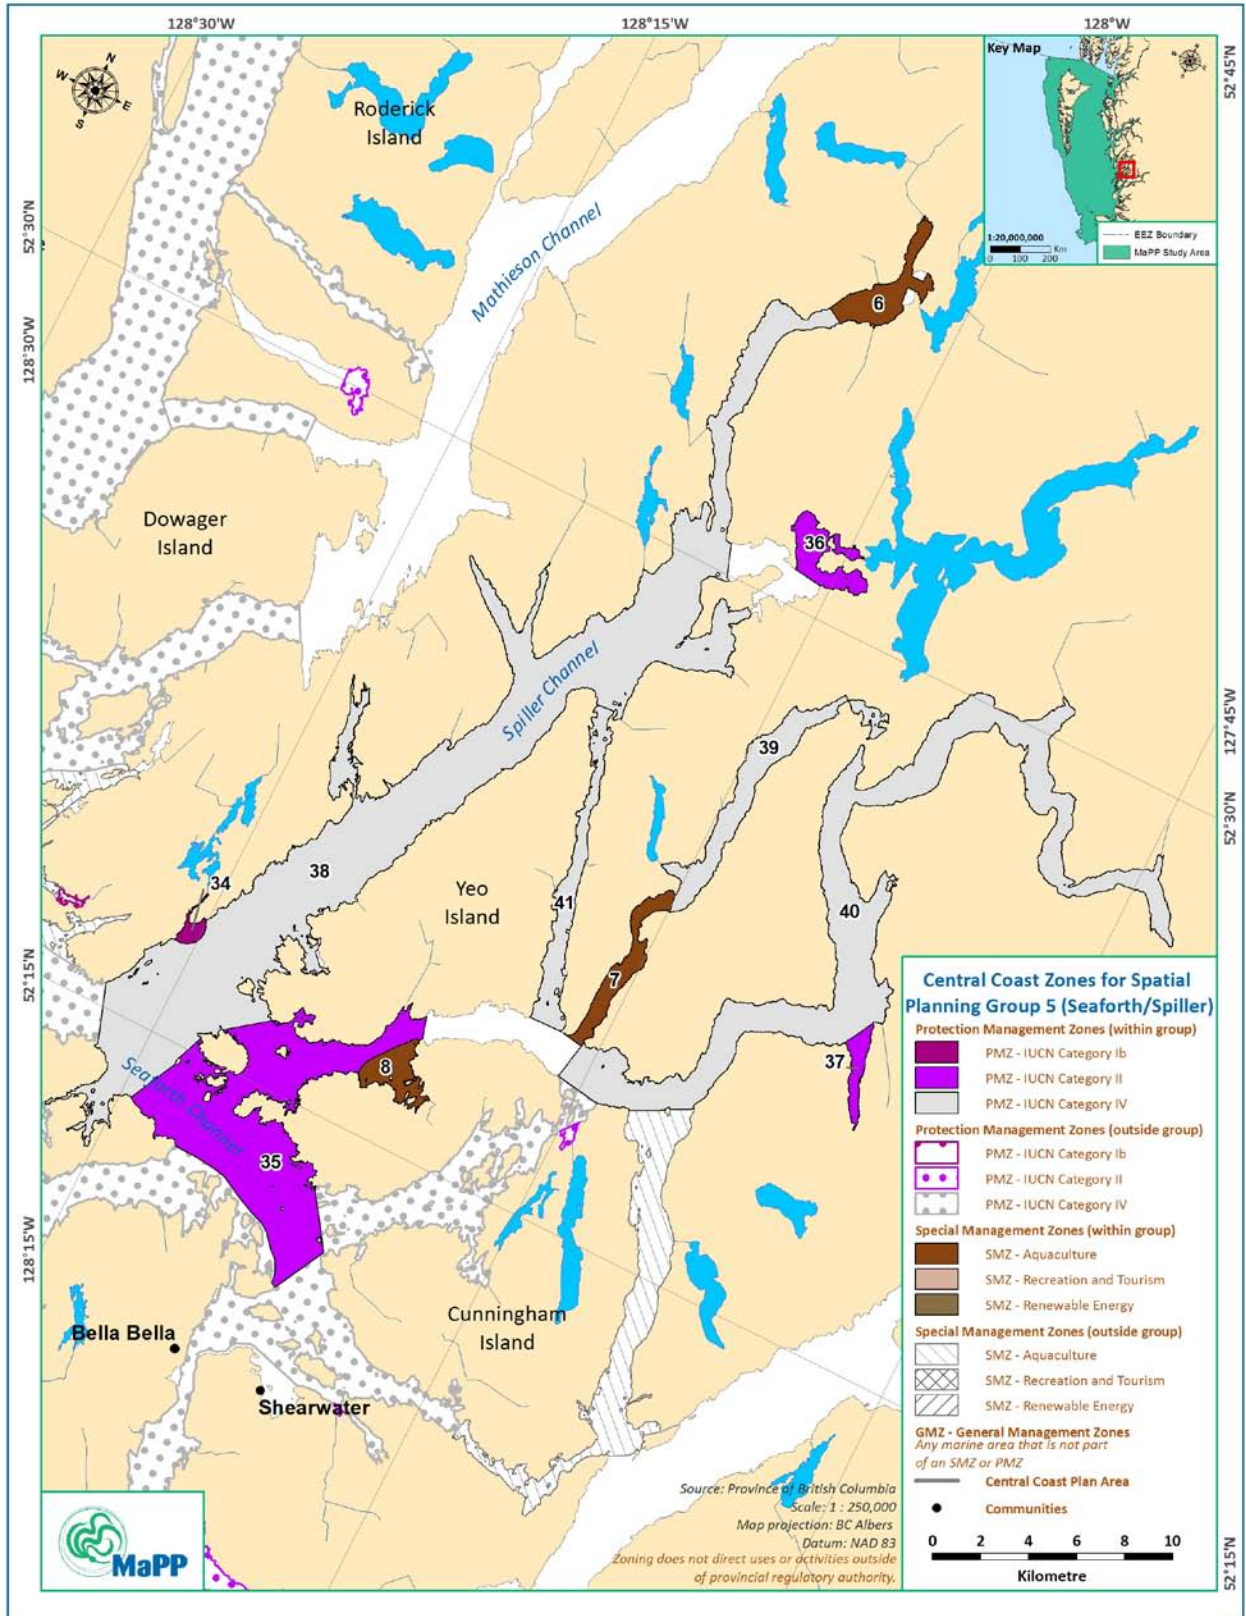 128°30'W
128°15'W
128°W
52°45'N
52°30'N
128°30'W
52°15'N
128°15'W
127°45'W
52°30'N
52°15'N
N
W
E
S
Roderick
Island
Key Map
1:20,000,000
Km
0 100 200
EEZ Boundary
MaPP Study Area
Mathieson Channel
6
36
Dowager
Island
Spiller Channel
39
34
38
Yeo
Island
41
40
7
8
37
Seaforth Channel
35
Cunningham
Island
Bella Bella
Shearwater
Central Coast Zones for Spatial
Planning Group 5 (Seaforth/Spiller)
Protection Management Zones (within group)
PMZ - IUCN Category Ib
PMZ - IUCN Category II
PMZ - IUCN Category IV
Protection Management Zones (outside group)
PMZ - IUCN Category Ib
PMZ - IUCN Category II
PMZ - IUCN Category IV
Special Management Zones (within group)
SMZ - Aquaculture
SMZ - Recreation and Tourism
SMZ - Renewable Energy
Special Management Zones (outside group)
SMZ - Aquaculture
SMZ - Recreation and Tourism
SMZ - Renewable Energy
GMZ - General Management Zones
Any marine area that is not part
of an SMZ or PMZ
Central Coast Plan Area
Communities
0 2 4 6 8 10
Kilometre
Source: Province of British Columbia
Scale: 1 : 250,000
Map projection: BC Albers
Datum: NAD 83
Zoning does not direct uses or activities outside
of provincial regulatory authority.
MaPP